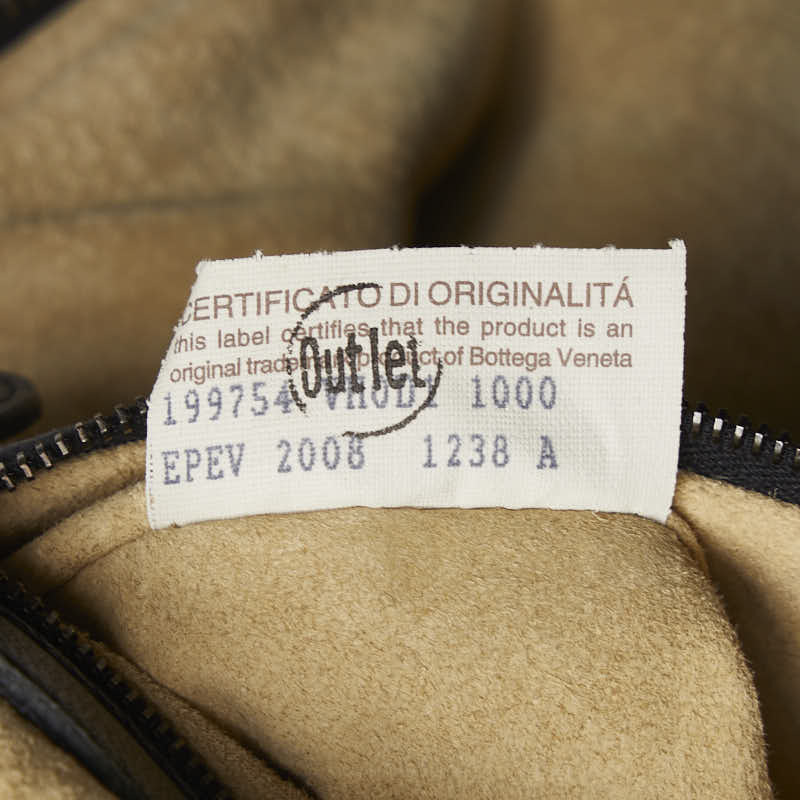 CERTIFICATO DI ORIGINALITÁ
this label certifies that the product is an
original product of Bottega Veneta
Outlet
199754 1000
EPEV 2008 1238 A